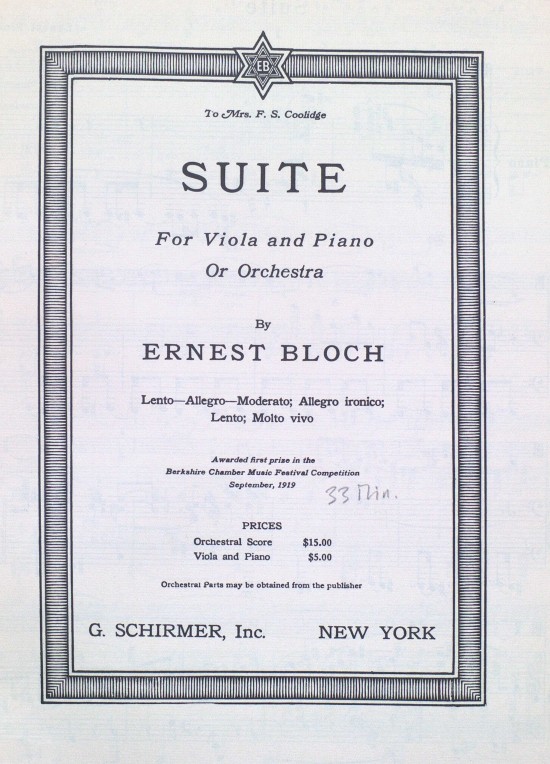 EB
To Mrs. F. S. Coolidge
SUITE
For Viola and Piano
Or Orchestra
By
ERNEST BLOCH
Lento—Allegro—Moderato; Allegro ironico;
Lento; Molto vivo
Awarded first prize in the
Berkshire Chamber Music Festival Competition
September, 1919
33 Min.
PRICES
Orchestral Score $15.00
Viola and Piano $5.00
Orchestral Parts may be obtained from the publisher
G. SCHIRMER, Inc. NEW YORK